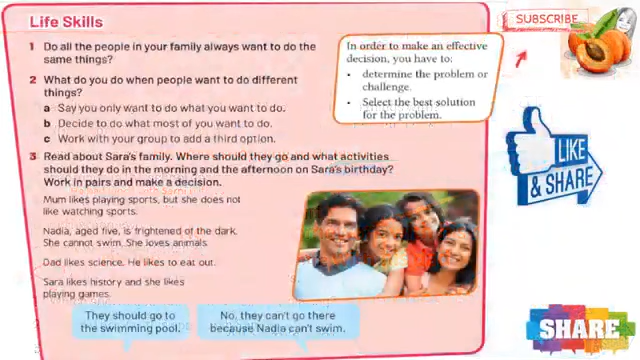 Life Skills
1 Do all the people in your family always want to do the
same things?
2 What do you do when people want to do different
things?
a Say you only want to do what you want to do.
b Decide to do what most of you want to do.
c Work with your group to add a third option.
3 Read about Sara's family. Where should they go and what activities
should they do in the morning and the afternoon on Sara's birthday?
Work in pairs and make a decision.
Mum likes playing sports, but she does not
like watching sports.
Nadia, aged five, is frightened of the dark.
She cannot swim. She loves animals
Dad likes science. He likes to eat out.
Sara likes history and she likes
playing games.
They should go to
the swimming pool.
No, they can't go there
because Nadia can't swim.
In order to make an effective
decision, you have to:
• determine the problem or
challenge.
• Select the best solution
for the problem.
SUBSCRIBE
LIKE
& SHARE
SHARE